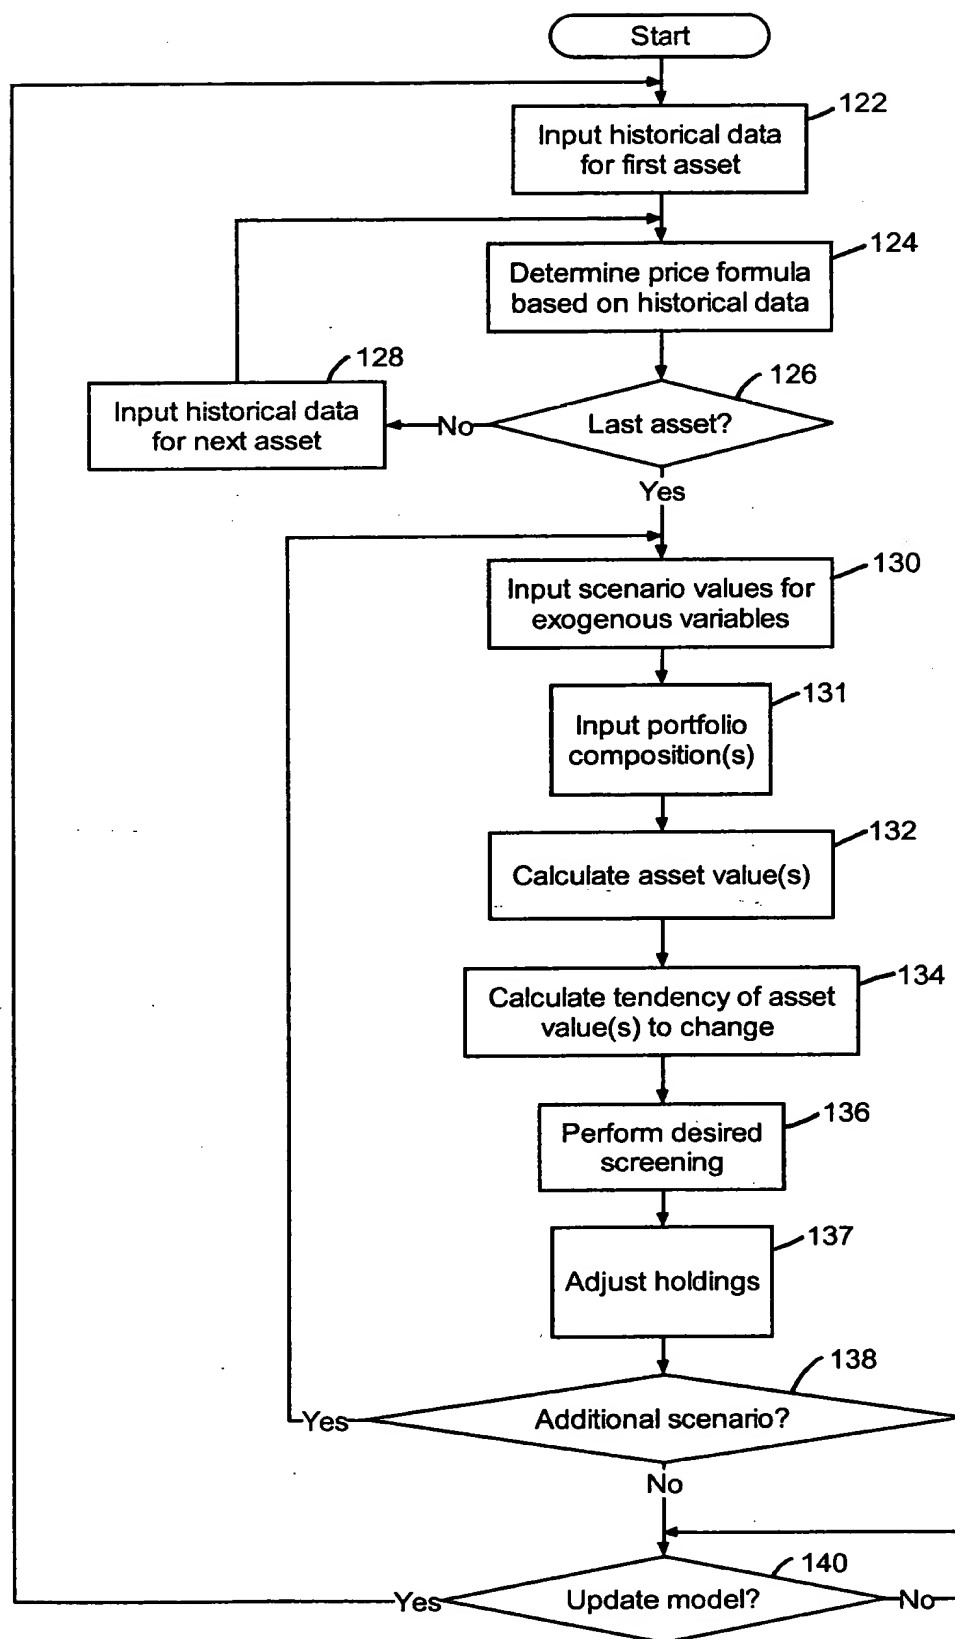 Start
122
Input historical data
for first asset
124
Determine price formula
based on historical data
128
126
Input historical data
for next asset
No
Last asset?
Yes
130
Input scenario values for
exogenous variables
131
Input portfolio
composition(s)
132
Calculate asset value(s)
134
Calculate tendency of asset
value(s) to change
136
Perform desired
screening
137
Adjust holdings
138
Yes
Additional scenario?
No
140
Yes
Update model?
No